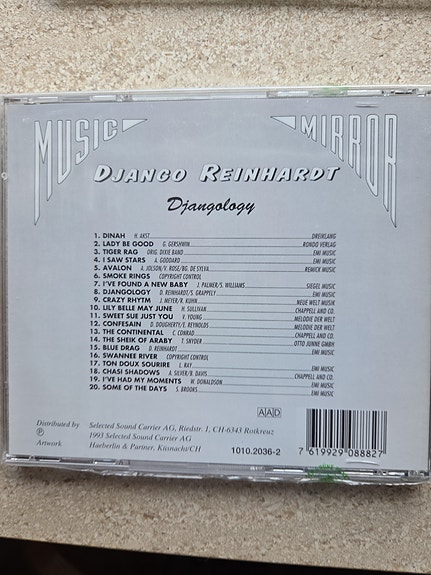 MUSIC MIRROR
DJANGO REINHARDT
Djangology
1. DINAH H. AKST DREIKLANG
2. LADY BE GOOD G. GERSHWIN RONDO VERLAG
3. TIGER RAG ORIG. DIXIE BAND EMI MUSIC
4. I SAW STARS A. GODDARD EMI MUSIC
5. AVALON A. JOLSON/V. ROSE/BG. DE SYLVA REMICK MUSIC
6. SMOKE RINGS COPYRIGHT CONTROL
7. I'VE FOUND A NEW BABY J. PALMER/S. WILLIAMS SIEGEL MUSIC
8. DJANGOLOGY D. REINHARDT/S. GRAPPELY EMI MUSIC
9. CRAZY RHYTM J. MEYER/R. KUHN NEUE WELT MUSIK
10. LILY BELLE MAY JUNE H. SULLIVAN CHAPPELL AND CO.
11. SWEET SUE JUST YOU V. YOUNG MELODIE DER WELT
12. CONFESAIN D. DOUGHERTY/E. REYNOLDS MELODIE DER WELT
13. THE CONTINENTAL C. CONRAD CHAPPELL AND CO.
14. THE SHEIK OF ARABY T. SNYDER OTTO JUNNE GMBH
15. BLUE DRAG D. REINHARDT EMI MUSIC
16. SWANNEE RIVER COPYRIGHT CONTROL
17. TON DOUX SOURIRE L. RAY EMI MUSIC
18. CHASI SHADOWS A. SILVER/B. DAVIS CHAPPELL AND CO.
19. I'VE HAD MY MOMENTS W. DONALDSON EMI MUSIC
20. SOME OF THE DAYS S. BROOKS EMI MUSIC
AAD
Distributed by Selected Sound Carrier AG, Riedstr. 1, CH-6343 Rotkreuz
℗ 1993 Selected Sound Carrier AG
Artwork Haeberlin & Partner, Küsnacht/CH
1010.2036-2
7 619929 088827